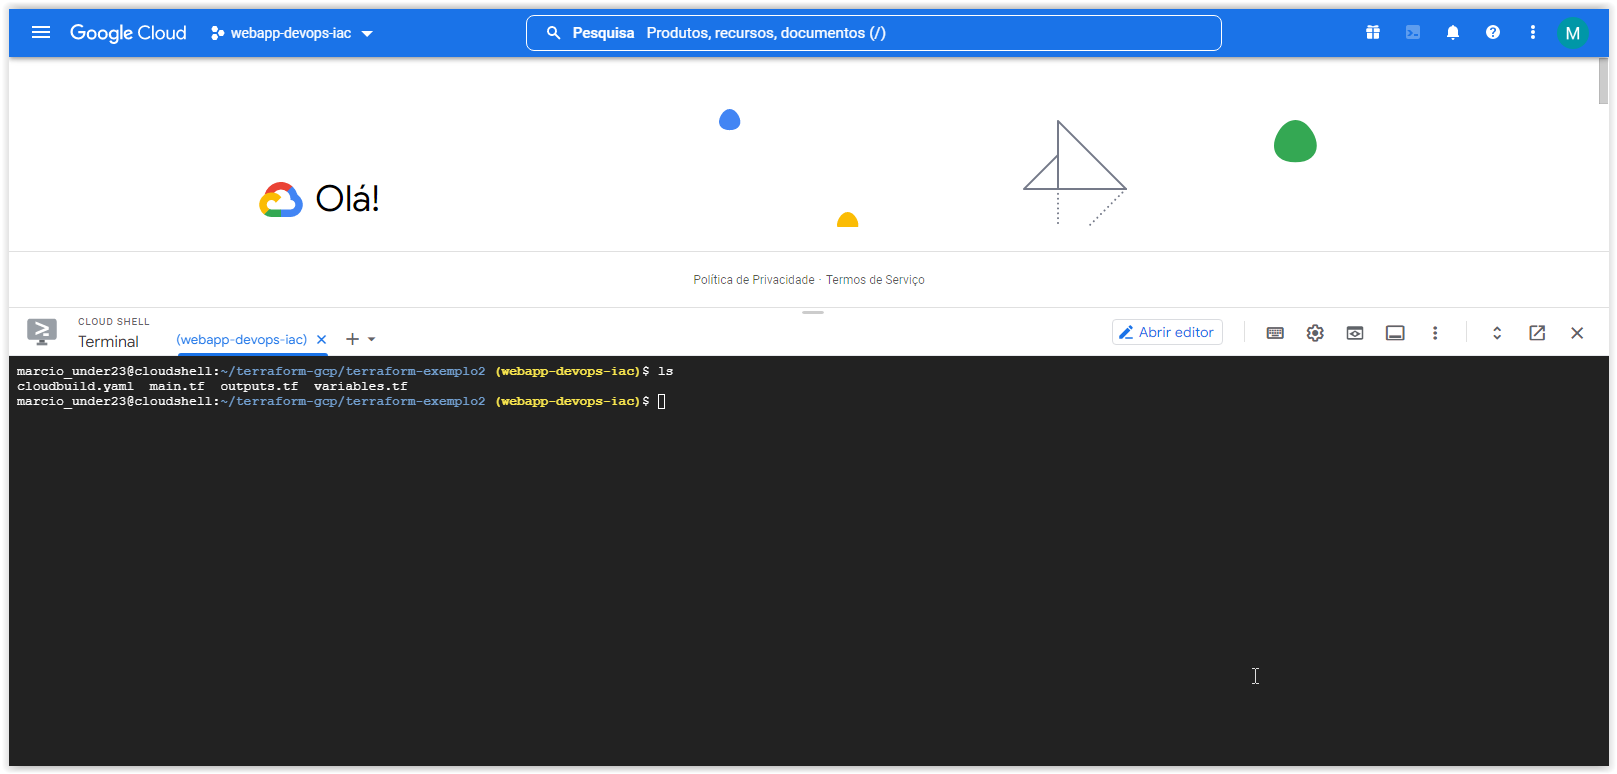 Google Cloud webapp-devops-iac Pesquisa Produtos, recursos, documentos (/) M
Olá!
Política de Privacidade · Termos de Serviço
CLOUD SHELL
Terminal (webapp-devops-iac) Abrir editor
marcio_under23@cloudshell:~/terraform-gcp/terraform-exemplo2 (webapp-devops-iac)$ ls
cloudbuild.yaml main.tf outputs.tf variables.tf
marcio_under23@cloudshell:~/terraform-gcp/terraform-exemplo2 (webapp-devops-iac)$